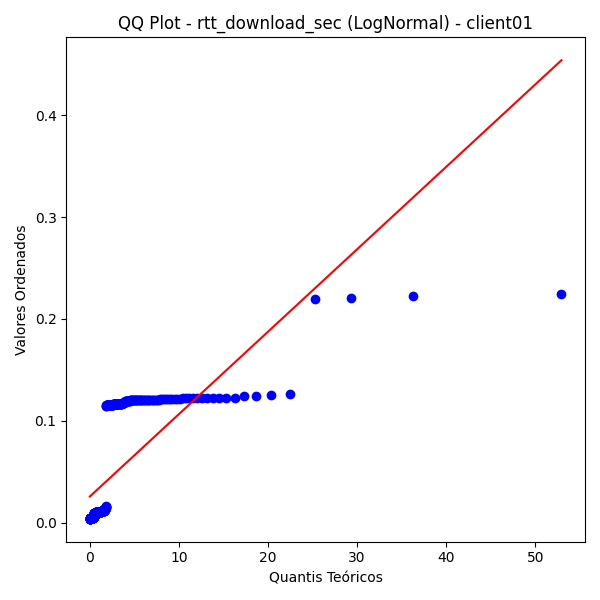 QQ Plot - rtt_download_sec (LogNormal) - client01
Valores Ordenados
0.4
0.3
0.2
0.1
0.0
0 10 20 30 40 50
Quantis Teóricos